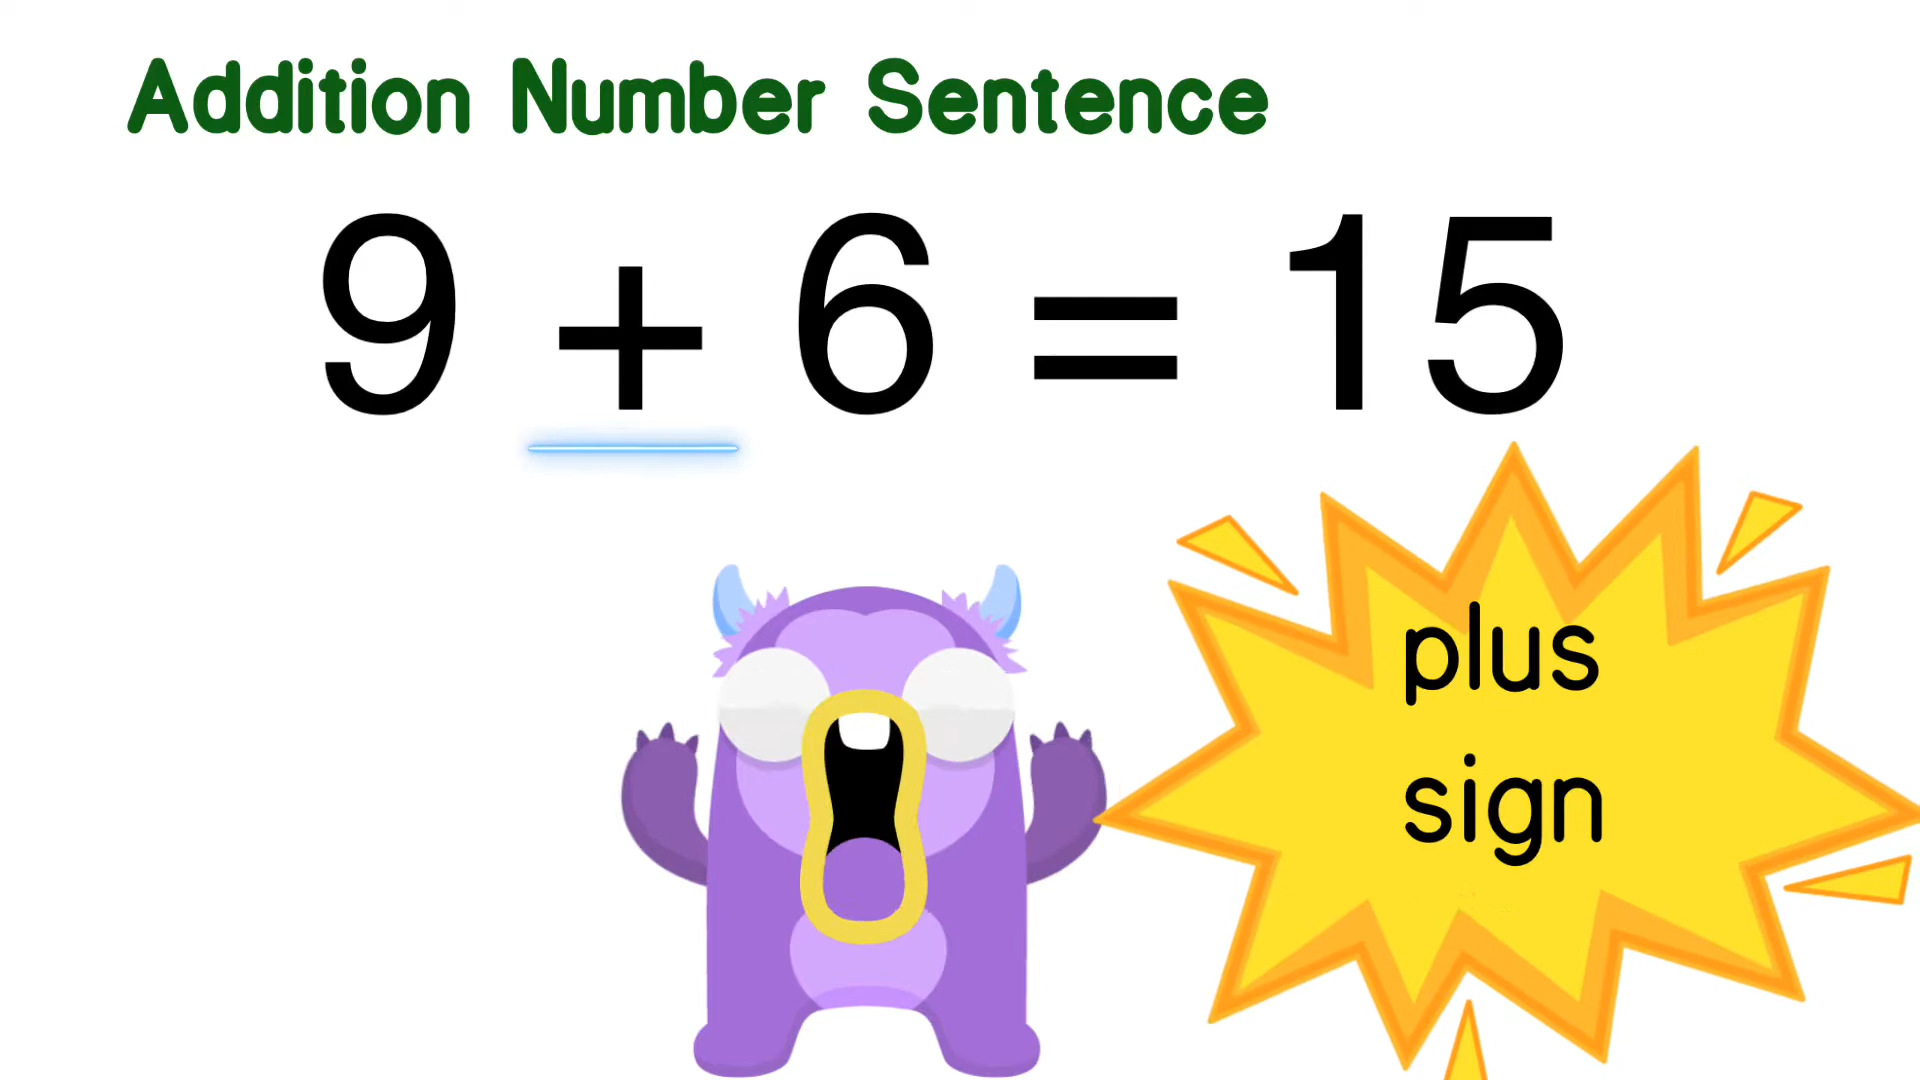 Addition Number Sentence
9 + 6 = 15
plus
sign